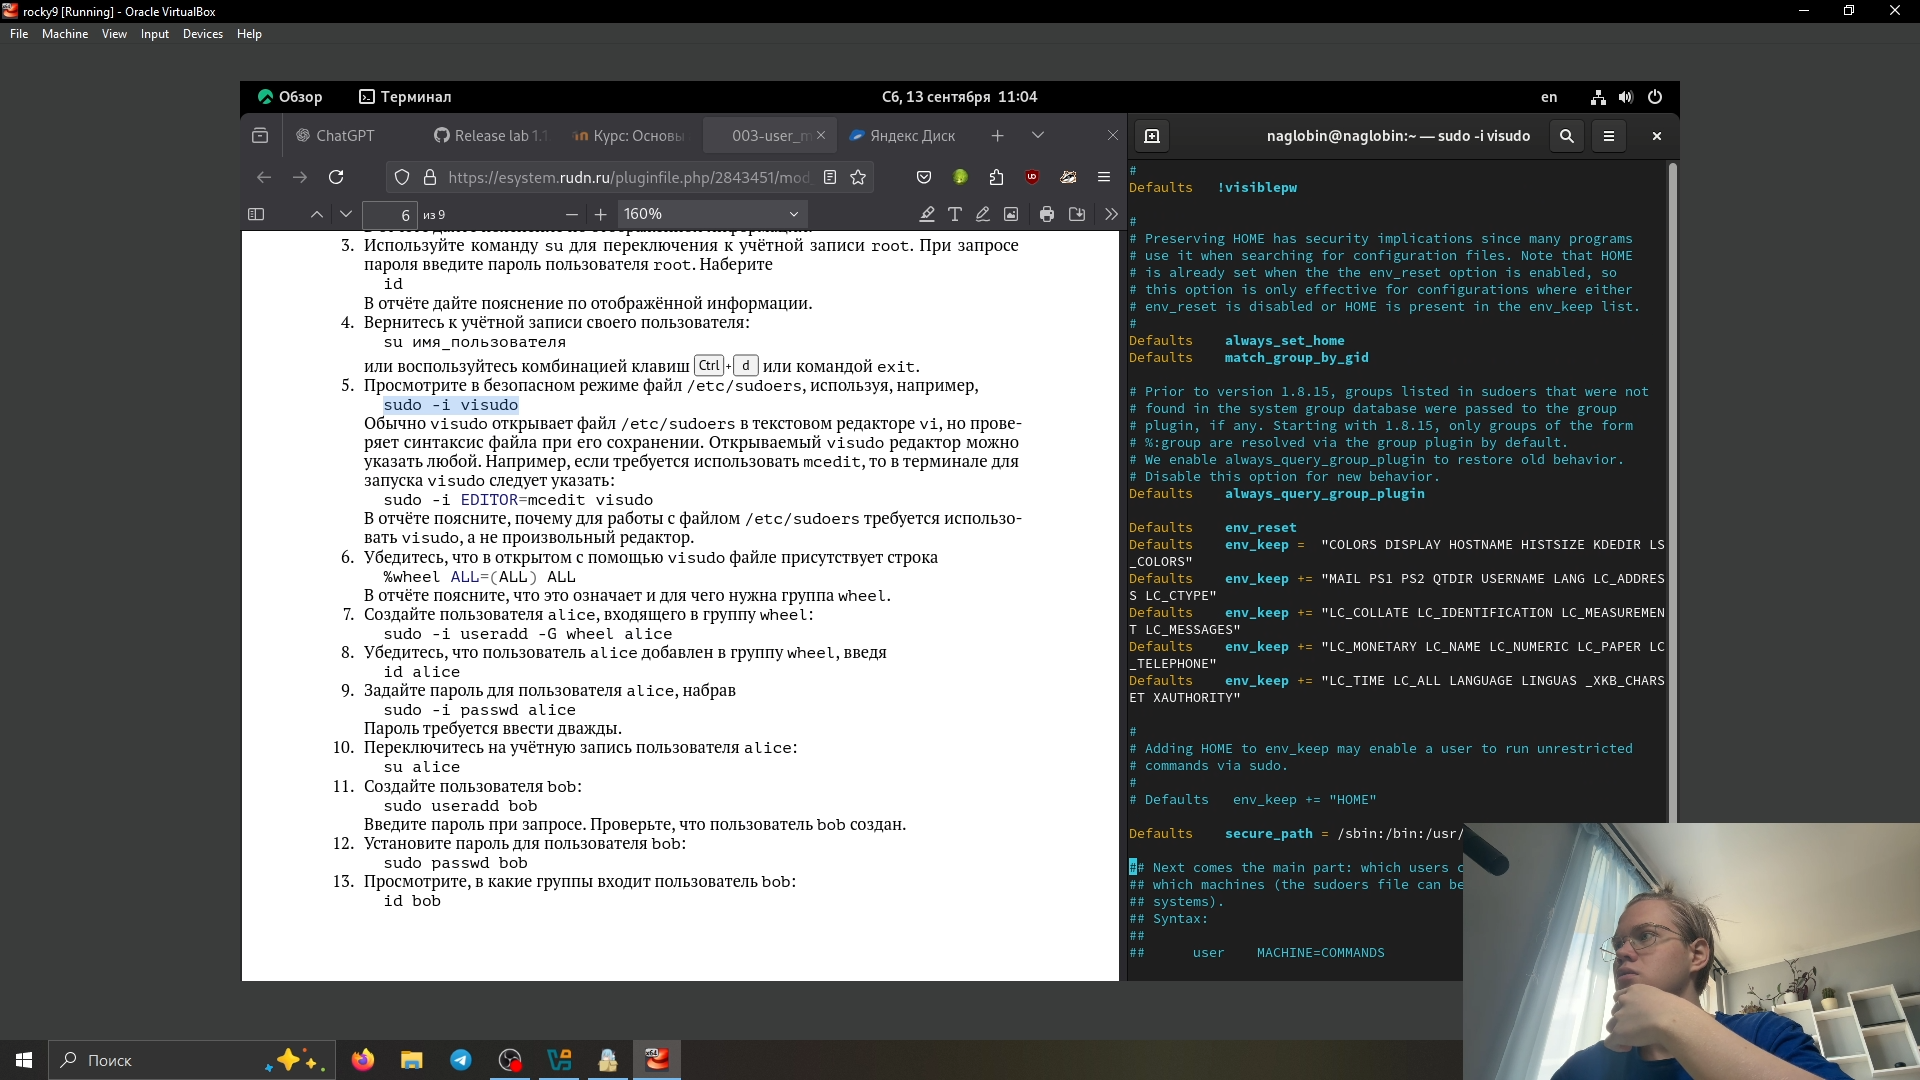 rocky9 [Running] - Oracle VirtualBox
File Machine View Input Devices Help
Обзор Терминал Сб, 13 сентября 11:04 en
ChatGPT Release lab 1.1 Курс: Основы 003-user_m Яндекс Диск
https://esystem.rudn.ru/pluginfile.php/2843451/mod_
6 из 9 160%
3. Используйте команду su для переключения к учётной записи root. При запросе
пароля введите пароль пользователя root. Наберите
id
В отчёте дайте пояснение по отображённой информации.
4. Вернитесь к учётной записи своего пользователя:
su имя_пользователя
или воспользуйтесь комбинацией клавиш Ctrl + d или командой exit.
5. Просмотрите в безопасном режиме файл /etc/sudoers, используя, например,
sudo -i visudo
Обычно visudo открывает файл /etc/sudoers в текстовом редакторе vi, но прове-
ряет синтаксис файла при его сохранении. Открываемый visudo редактор можно
указать любой. Например, если требуется использовать mcedit, то в терминале для
запуска visudo следует указать:
sudo -i EDITOR=mcedit visudo
В отчёте поясните, почему для работы с файлом /etc/sudoers требуется использо-
вать visudo, а не произвольный редактор.
6. Убедитесь, что в открытом с помощью visudo файле присутствует строка
%wheel ALL=(ALL) ALL
В отчёте поясните, что это означает и для чего нужна группа wheel.
7. Создайте пользователя alice, входящего в группу wheel:
sudo -i useradd -G wheel alice
8. Убедитесь, что пользователь alice добавлен в группу wheel, введя
id alice
9. Задайте пароль для пользователя alice, набрав
sudo -i passwd alice
Пароль требуется ввести дважды.
10. Переключитесь на учётную запись пользователя alice:
su alice
11. Создайте пользователя bob:
sudo useradd bob
Введите пароль при запросе. Проверьте, что пользователь bob создан.
12. Установите пароль для пользователя bob:
sudo passwd bob
13. Просмотрите, в какие группы входит пользователь bob:
id bob
naglobin@naglobin:~ — sudo -i visudo
#
Defaults !visiblepw
#
# Preserving HOME has security implications since many programs
# use it when searching for configuration files. Note that HOME
# is already set when the the env_reset option is enabled, so
# this option is only effective for configurations where either
# env_reset is disabled or HOME is present in the env_keep list.
#
Defaults always_set_home
Defaults match_group_by_gid
# Prior to version 1.8.15, groups listed in sudoers that were not
# found in the system group database were passed to the group
# plugin, if any. Starting with 1.8.15, only groups of the form
# %:group are resolved via the group plugin by default.
# We enable always_query_group_plugin to restore old behavior.
# Disable this option for new behavior.
Defaults always_query_group_plugin
Defaults env_reset
Defaults env_keep = "COLORS DISPLAY HOSTNAME HISTSIZE KDEDIR LS
_COLORS"
Defaults env_keep += "MAIL PS1 PS2 QTDIR USERNAME LANG LC_ADDRES
S LC_CTYPE"
Defaults env_keep += "LC_COLLATE LC_IDENTIFICATION LC_MEASUREMEN
T LC_MESSAGES"
Defaults env_keep += "LC_MONETARY LC_NAME LC_NUMERIC LC_PAPER LC
_TELEPHONE"
Defaults env_keep += "LC_TIME LC_ALL LANGUAGE LINGUAS _XKB_CHARS
ET XAUTHORITY"
#
# Adding HOME to env_keep may enable a user to run unrestricted
# commands via sudo.
#
# Defaults env_keep += "HOME"
Defaults secure_path = /sbin:/bin:/usr/
## Next comes the main part: which users c
## which machines (the sudoers file can be
## systems).
## Syntax:
##
## user MACHINE=COMMANDS
Поиск